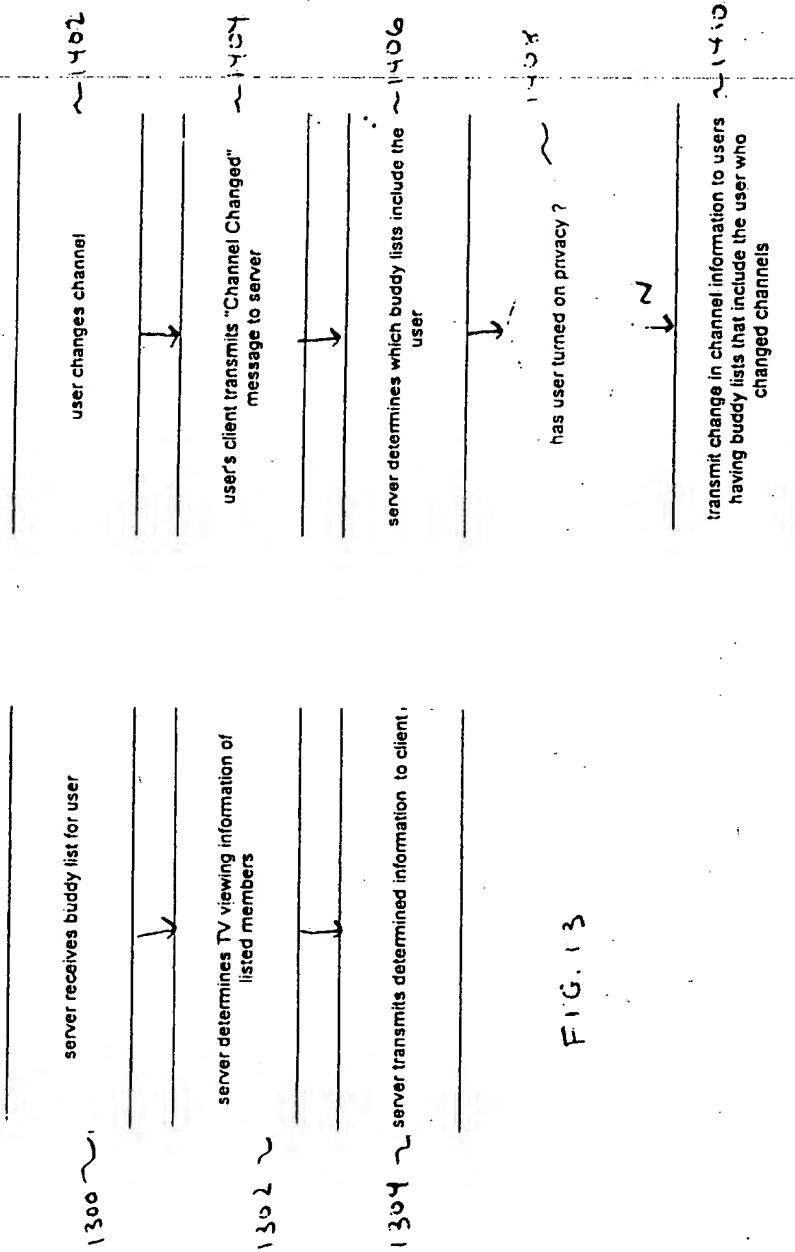 1300
server receives buddy list for user
1302
server determines TV viewing information of
listed members
1304
server transmits determined information to client
FIG. 13
user changes channel
1402
user's client transmits "Channel Changed"
message to server
1404
server determines which buddy lists include the
user
1406
has user turned on privacy ?
1408
N
transmit change in channel information to users
having buddy lists that include the user who
changed channels
1410